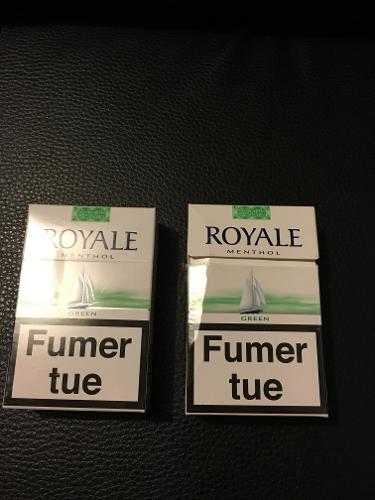 ROYALE
MENTHOL
GREEN
Fumer
tue
ROYALE
MENTHOL
GREEN
Fumer
tue